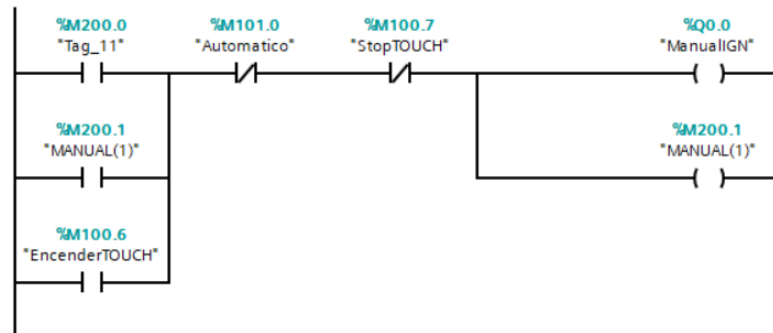 %M200.0 %M101.0 %M100.7 %Q0.0
"Tag_11" "Automatico" "StopTOUCH" "ManualIGN"
%M200.1 %M200.1
"MANUAL(1)" "MANUAL(1)"
%M100.6
"EncenderTOUCH"